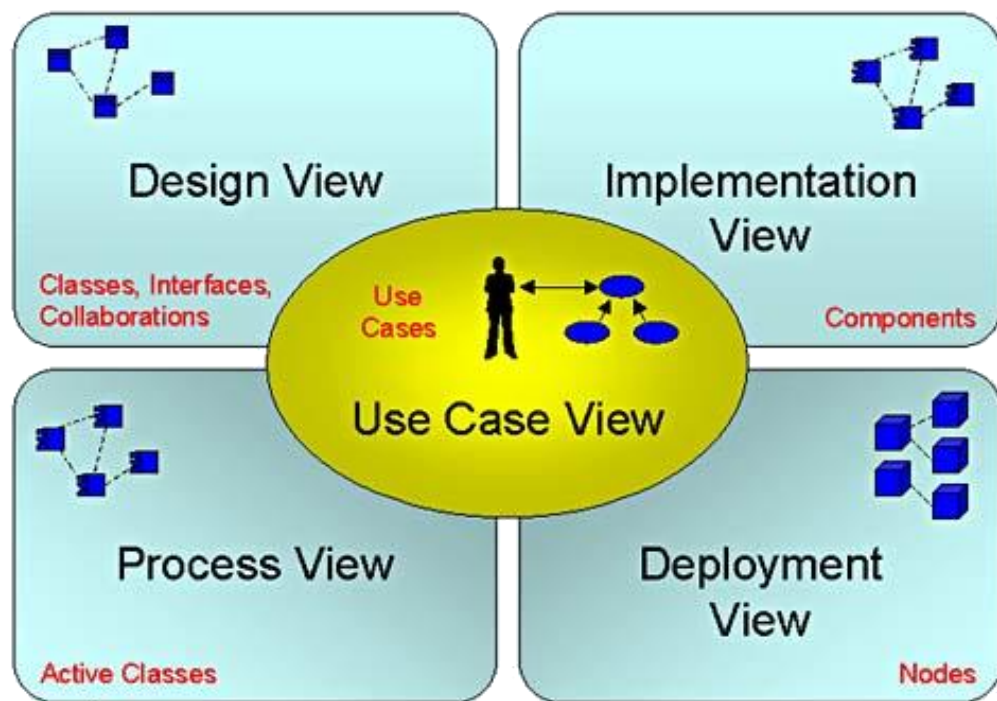 Design View
Classes, Interfaces,
Collaborations
Implementation
View
Components
Use
Cases
Use Case View
Process View
Active Classes
Deployment
View
Nodes